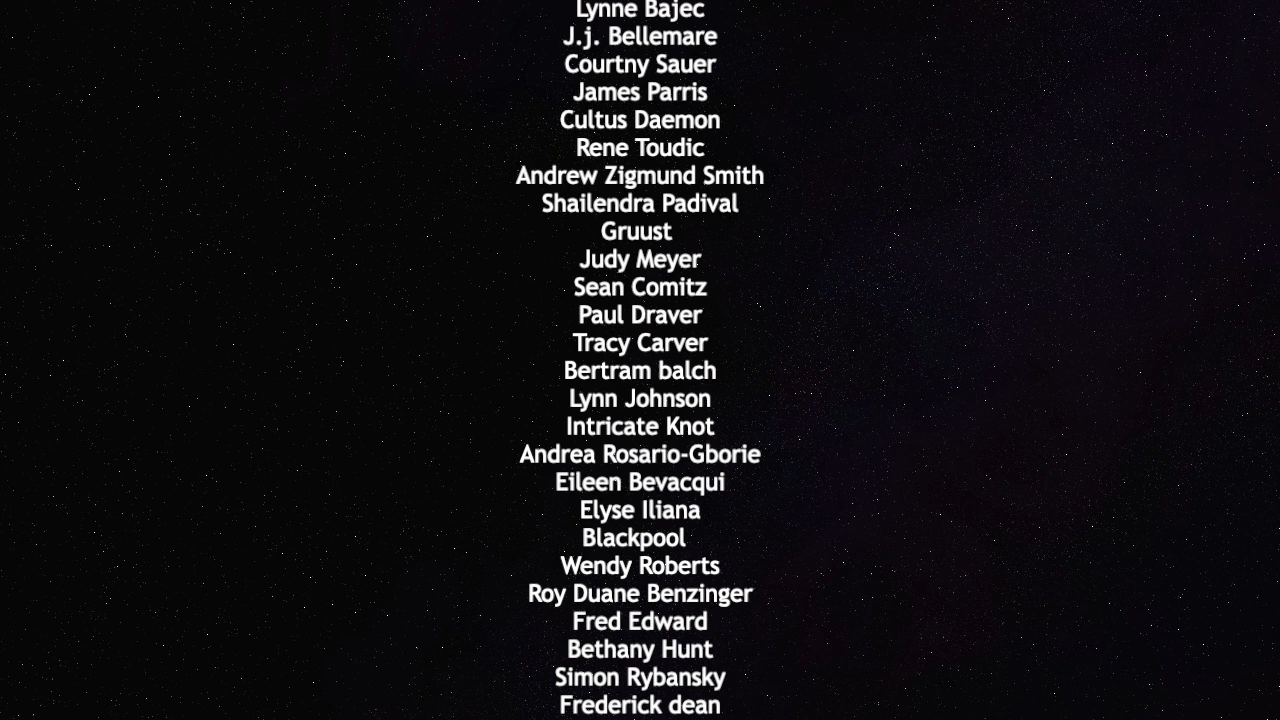 Lynne Bajec
J.j. Bellemare
Courtny Sauer
James Parris
Cultus Daemon
Rene Toudic
Andrew Zigmund Smith
Shailendra Padival
Gruust
Judy Meyer
Sean Comitz
Paul Draver
Tracy Carver
Bertram balch
Lynn Johnson
Intricate Knot
Andrea Rosario-Gborie
Eileen Bevacqui
Elyse Iliana
Blackpool
Wendy Roberts
Roy Duane Benzinger
Fred Edward
Bethany Hunt
Simon Rybansky
Frederick dean